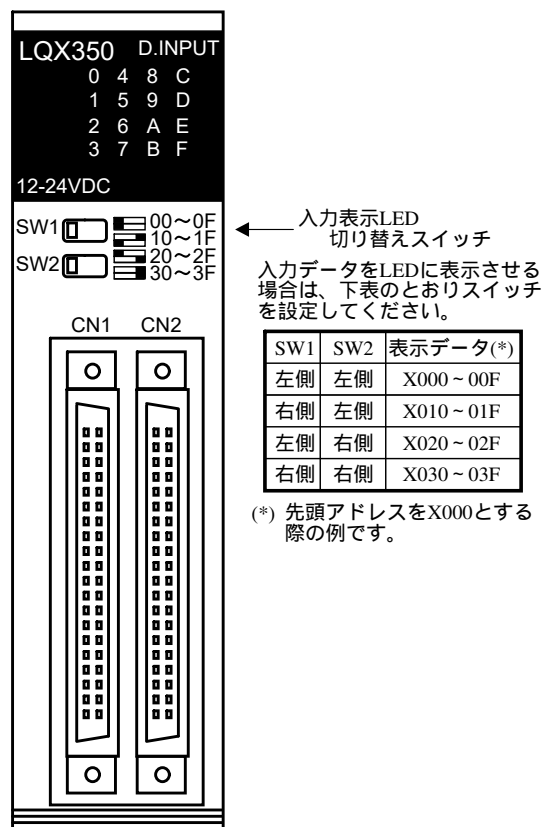 LQX350 D.INPUT
0 4 8 C
1 5 9 D
2 6 A E
3 7 B F
12-24VDC
SW1 00～0F
10～1F
SW2 20～2F
30～3F
CN1 CN2
入力表示LED
切り替えスイッチ
入力データをLEDに表示させる
場合は、下表のとおりスイッチ
を設定してください。
SW1 SW2 表示データ(*)
左側 左側 X000～00F
右側 左側 X010～01F
左側 右側 X020～02F
右側 右側 X030～03F
(*) 先頭アドレスをX000とする
際の例です。